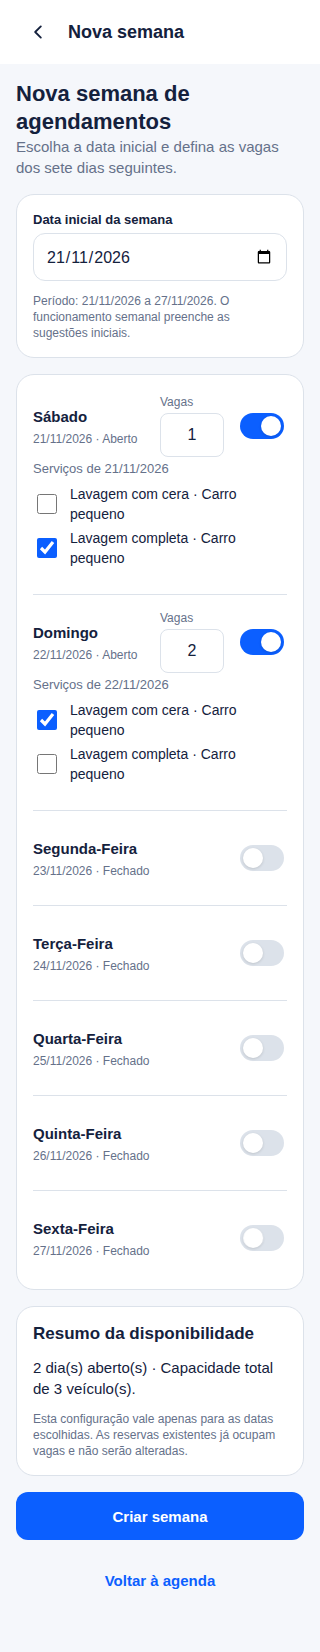 Nova semana
Nova semana de
agendamentos
Escolha a data inicial e defina as vagas
dos sete dias seguintes.
Data inicial da semana
21/11/2026
Período: 21/11/2026 a 27/11/2026. O
funcionamento semanal preenche as
sugestões iniciais.
Sábado
21/11/2026 · Aberto
Vagas
1
Serviços de 21/11/2026
Lavagem com cera · Carro
pequeno
Lavagem completa · Carro
pequeno
Domingo
22/11/2026 · Aberto
Vagas
2
Serviços de 22/11/2026
Lavagem com cera · Carro
pequeno
Lavagem completa · Carro
pequeno
Segunda-Feira
23/11/2026 · Fechado
Terça-Feira
24/11/2026 · Fechado
Quarta-Feira
25/11/2026 · Fechado
Quinta-Feira
26/11/2026 · Fechado
Sexta-Feira
27/11/2026 · Fechado
Resumo da disponibilidade
2 dia(s) aberto(s) · Capacidade total
de 3 veículo(s).
Esta configuração vale apenas para as datas
escolhidas. As reservas existentes já ocupam
vagas e não serão alteradas.
Criar semana
Voltar à agenda